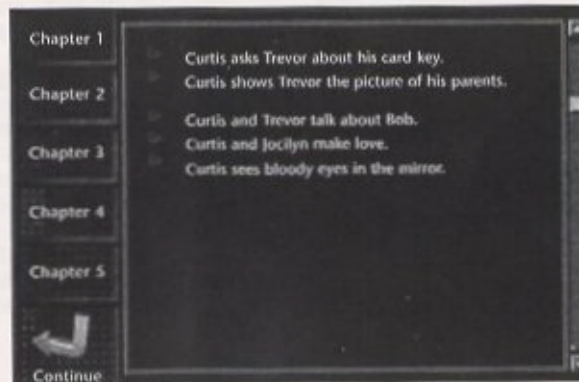 Chapter 1
Chapter 2
Chapter 3
Chapter 4
Chapter 5
Continue
Curtis asks Trevor about his card key.
Curtis shows Trevor the picture of his parents.
Curtis and Trevor talk about Bob.
Curtis and Jocilyn make love.
Curtis sees bloody eyes in the mirror.